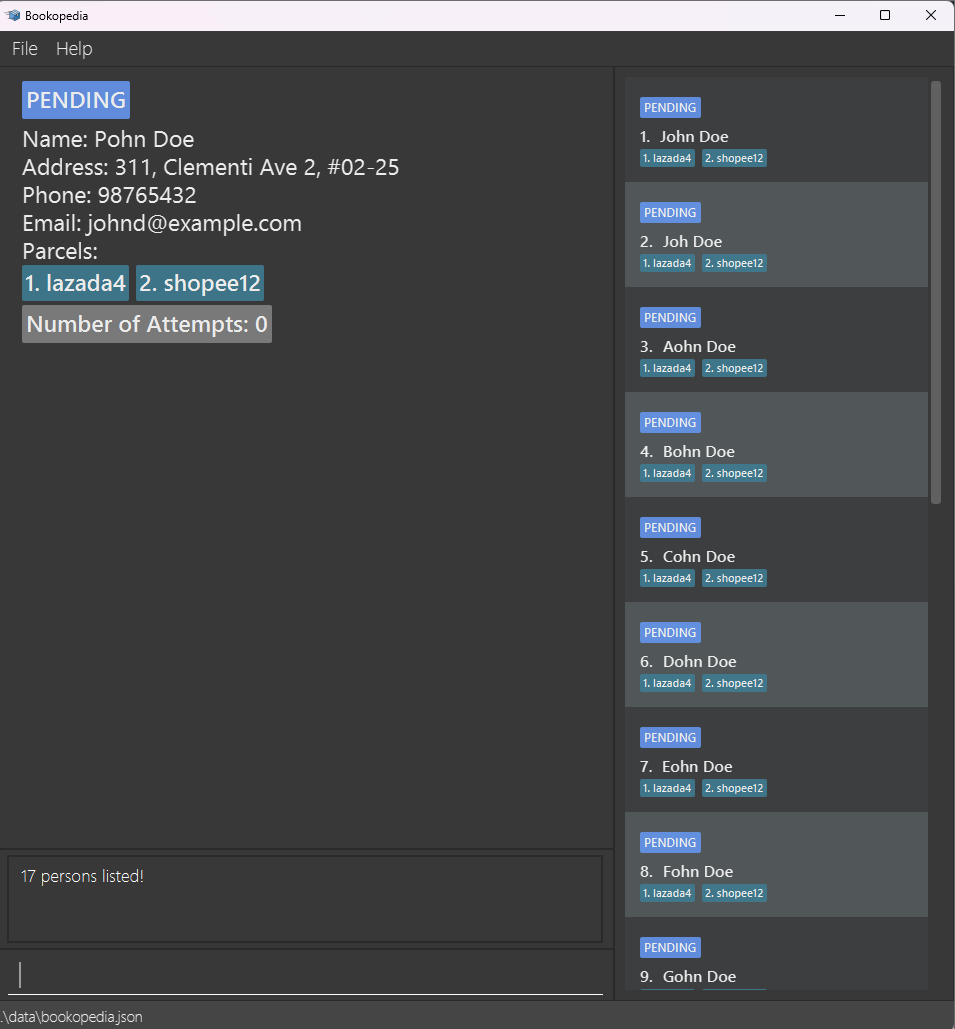 Bookopedia
File Help
PENDING
Name: Pohn Doe
Address: 311, Clementi Ave 2, #02-25
Phone: 98765432
Email: johnd@example.com
Parcels:
1. lazada4 2. shopee12
Number of Attempts: 0
17 persons listed!
PENDING
1. John Doe
1. lazada4 2. shopee12
PENDING
2. Joh Doe
1. lazada4 2. shopee12
PENDING
3. Aohn Doe
1. lazada4 2. shopee12
PENDING
4. Bohn Doe
1. lazada4 2. shopee12
PENDING
5. Cohn Doe
1. lazada4 2. shopee12
PENDING
6. Dohn Doe
1. lazada4 2. shopee12
PENDING
7. Eohn Doe
1. lazada4 2. shopee12
PENDING
8. Fohn Doe
1. lazada4 2. shopee12
PENDING
9. Gohn Doe
.\data\bookopedia.json